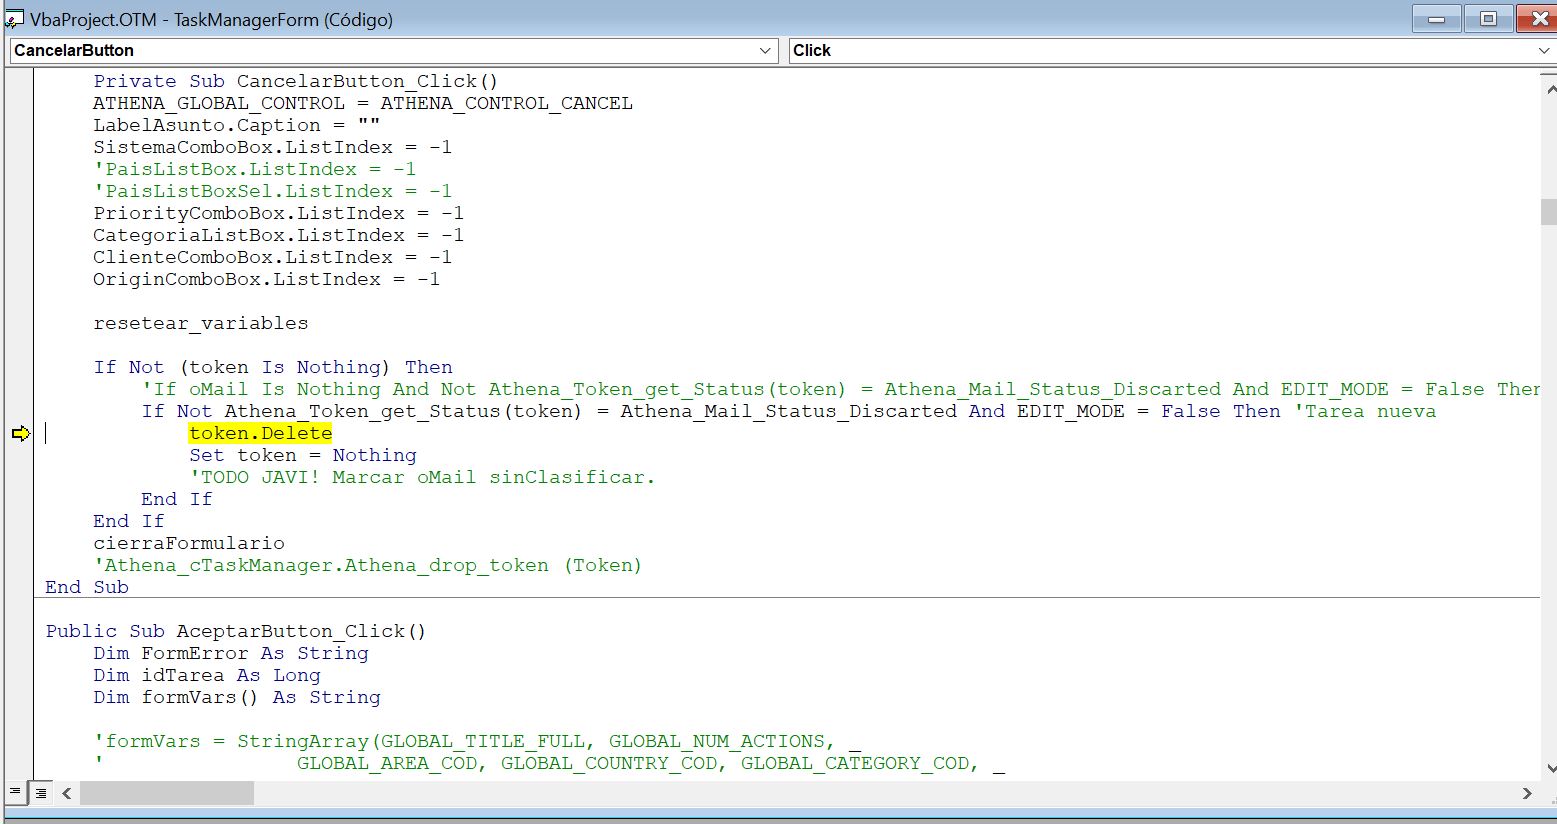 VbaProject.OTM - TaskManagerForm (Código)
CancelarButton
Click
Private Sub CancelarButton_Click()
ATHENA_GLOBAL_CONTROL = ATHENA_CONTROL_CANCEL
LabelAsunto.Caption = ""
SistemaComboBox.ListIndex = -1
'PaisListBox.ListIndex = -1
'PaisListBoxSel.ListIndex = -1
PriorityComboBox.ListIndex = -1
CategoriaListBox.ListIndex = -1
ClienteComboBox.ListIndex = -1
OriginComboBox.ListIndex = -1
resetear_variables
If Not (token Is Nothing) Then
'If oMail Is Nothing And Not Athena_Token_get_Status(token) = Athena_Mail_Status_Discarted And EDIT_MODE = False Then
If Not Athena_Token_get_Status(token) = Athena_Mail_Status_Discarted And EDIT_MODE = False Then 'Tarea nueva
token.Delete
Set token = Nothing
'TODO JAVI! Marcar oMail sinClasificar.
End If
End If
cierraFormulario
'Athena_cTaskManager.Athena_drop_token (Token)
End Sub
Public Sub AceptarButton_Click()
Dim FormError As String
Dim idTarea As Long
Dim formVars() As String
'formVars = StringArray(GLOBAL_TITLE_FULL, GLOBAL_NUM_ACTIONS, _
' GLOBAL_AREA_COD, GLOBAL_COUNTRY_COD, GLOBAL_CATEGORY_COD, _